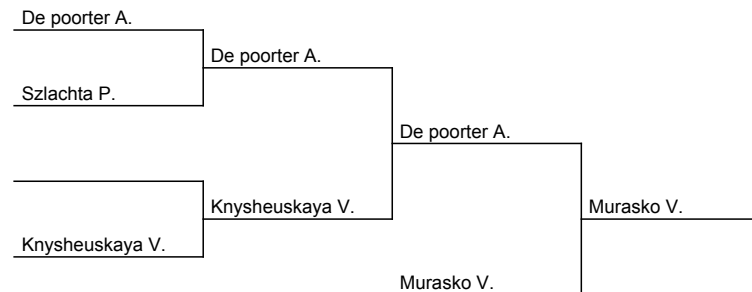 De poorter A.
De poorter A.
Szlachta P.
De poorter A.
Knysheuskaya V.
Murasko V.
Knysheuskaya V.
Murasko V.